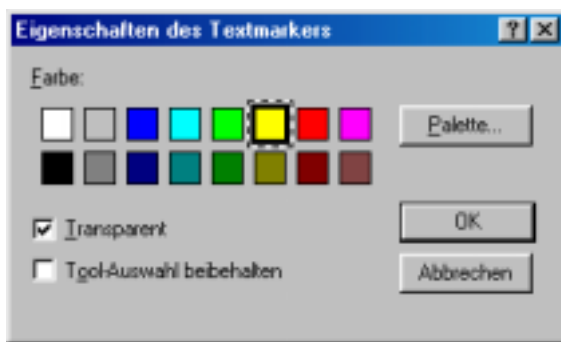 Eigenschaften des Textmarkers
Farbe:
Palette...
Transparent
OK
Tool-Auswahl beibehalten
Abbrechen